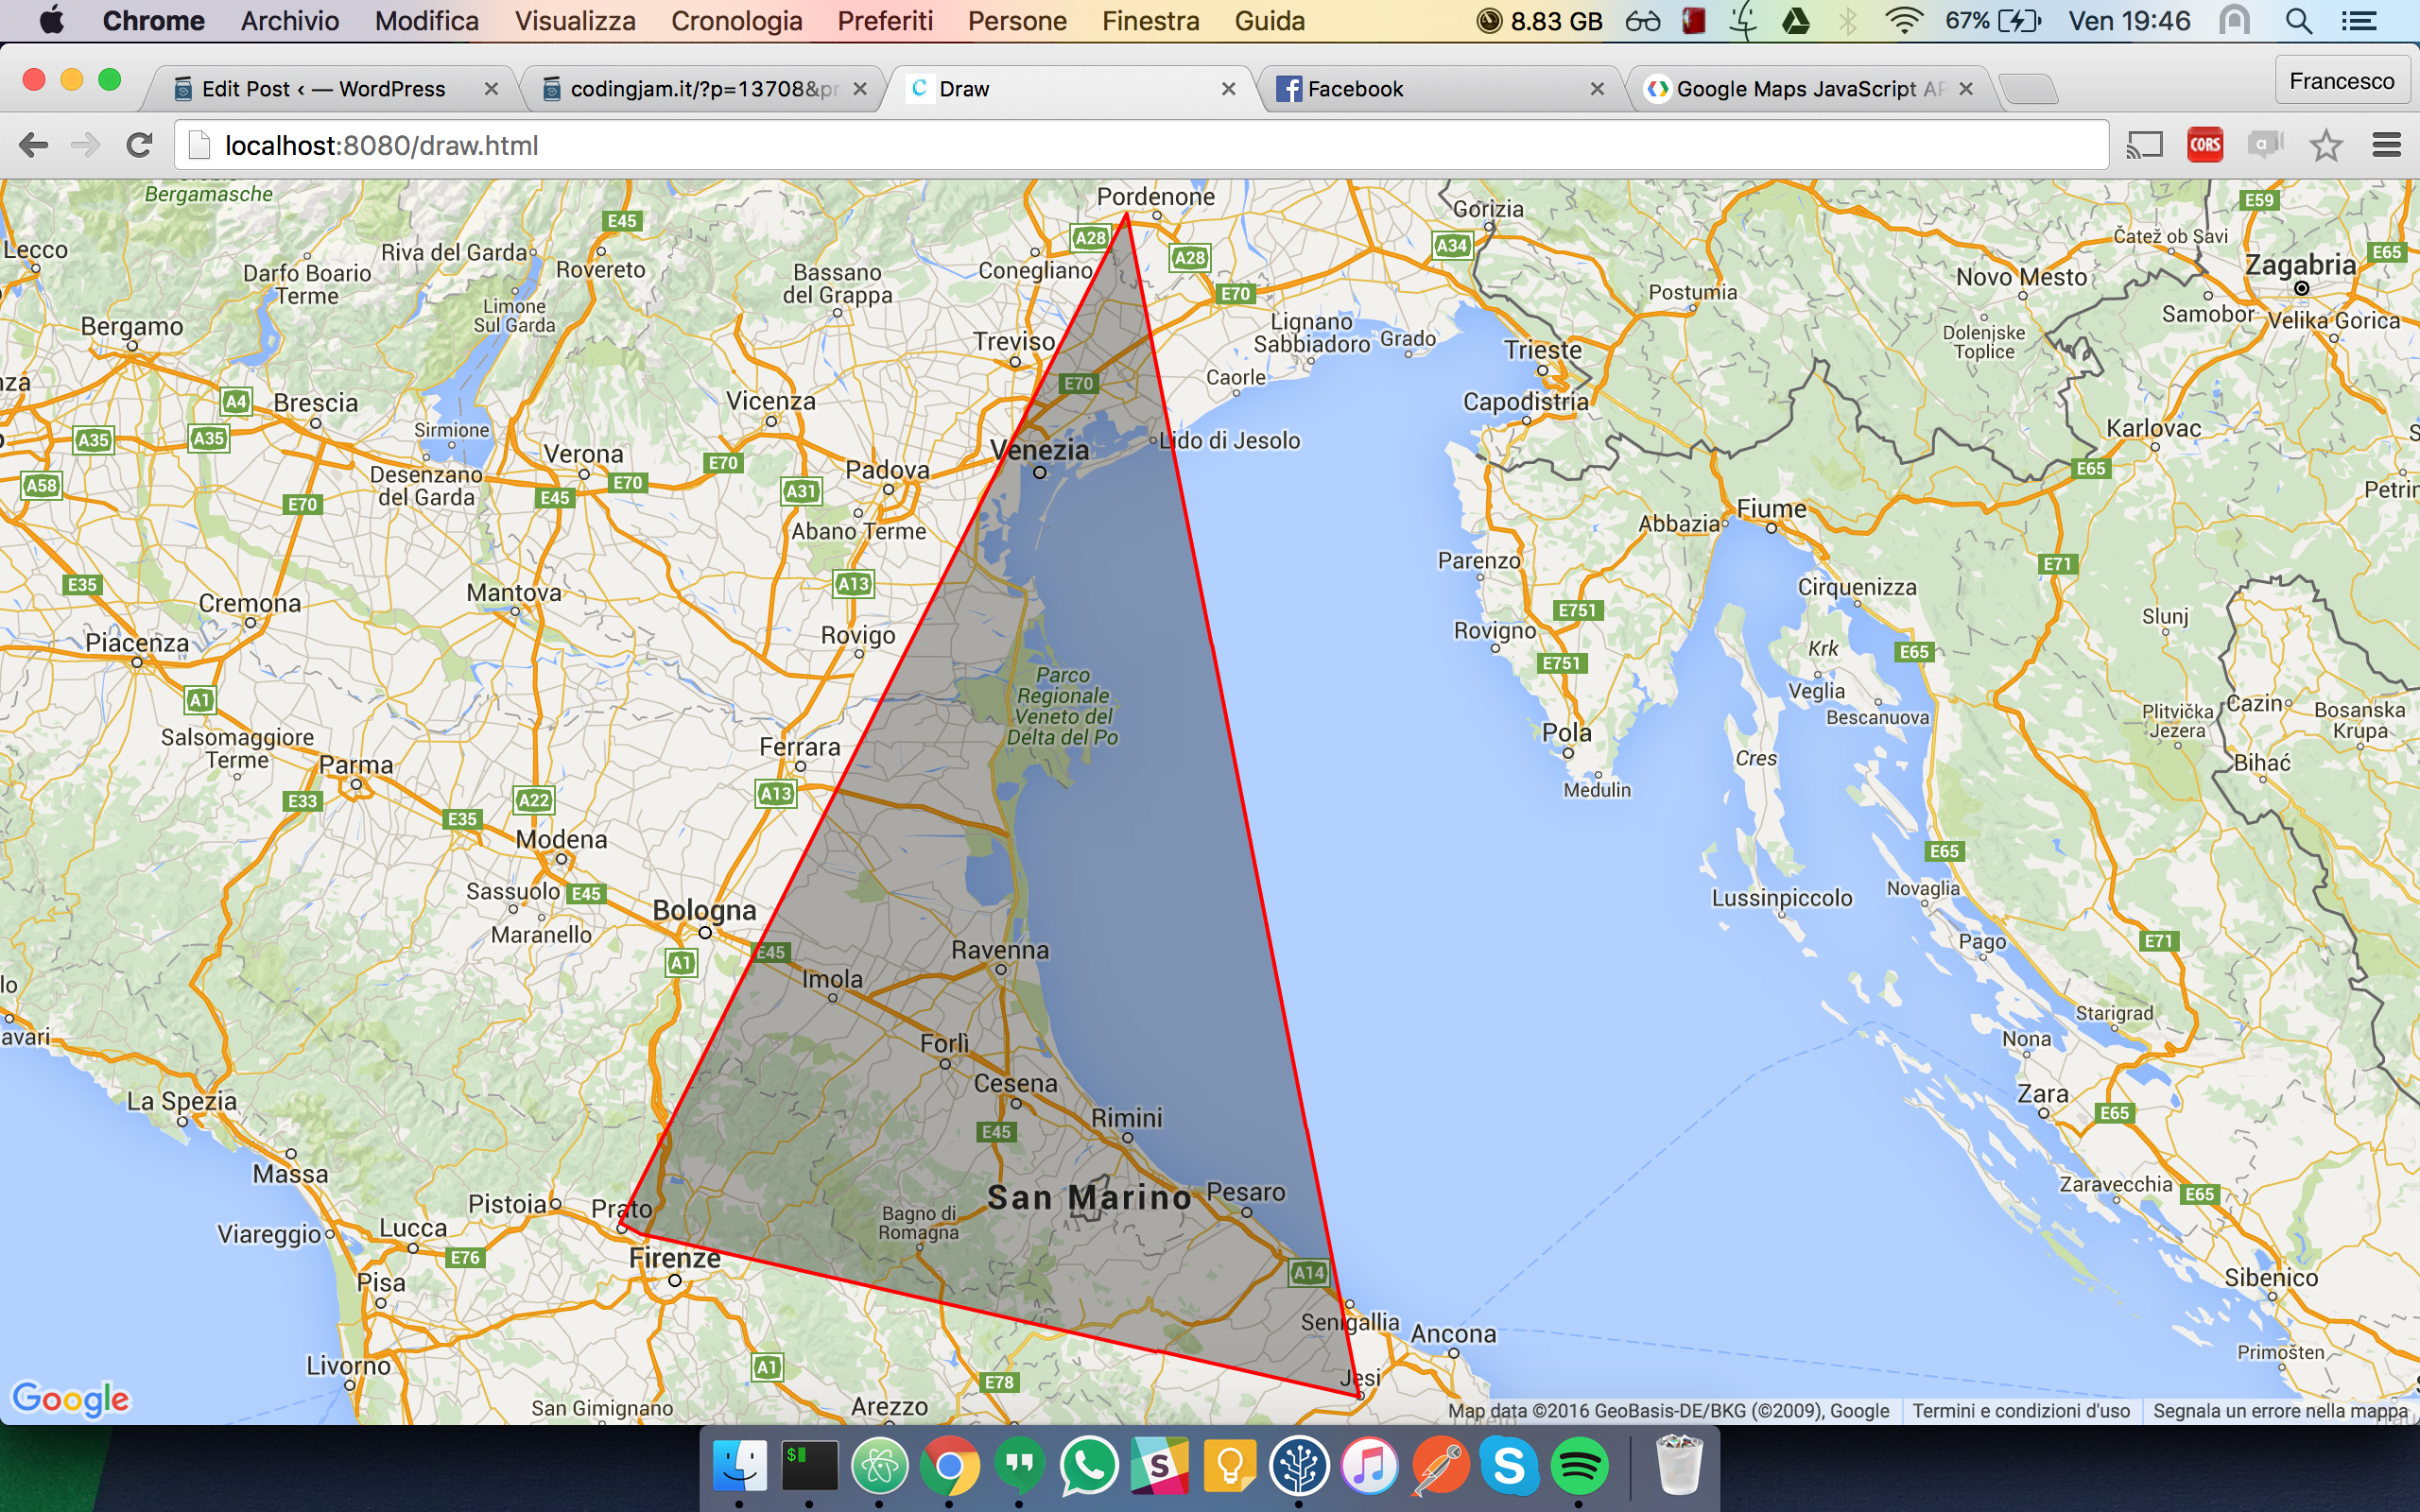 Chrome Archivio Modifica Visualizza Cronologia Preferiti Persone Finestra Guida 8.83 GB 67% Ven 19:46
Edit Post ‹ — WordPress codingjam.it/?p=13708&pr Draw Facebook Google Maps JavaScript AP Francesco
localhost:8080/draw.html CORS a
Bergamasche
Pordenone
E45
E59
Gorizia
Lecco
Riva del Garda
Rovereto
A28
A28
A34
Čatež ob Savi
E65
Darfo Boario
Terme
Bassano
del Grappa
Conegliano
Zagabria
Novo Mesto
E70
Postumia
Limone
Sul Garda
Bergamo
Treviso
Lignano
Sabbiadoro
Grado
Samobor
Velika Gorica
Dolenjske
Toplice
Trieste
nza
E70
Caorle
A4
Brescia
Vicenza
Capodistria
A35
A35
Sirmione
Venezia
Lido di Jesolo
Karlovac
Verona
E70
Padova
E65
A58
Desenzano
del Garda
E70
E45
E70
A31
Petrin
Abano Terme
Abbazia
Fiume
E35
A13
Parenzo
E71
Cremona
Mantova
Cirquenizza
E751
Piacenza
Rovigo
Rovigno
Slunj
Krk
E65
E751
A1
Parco
Regionale
Veneto del
Delta del Po
Veglia
Bescanuova
Plitvička
Jezera
Cazin
Bosanska
Krupa
Salsomaggiore
Terme
Ferrara
Pola
Cres
Parma
Bihać
Medulin
E33
A22
A13
E35
Modena
E65
Sassuolo
E45
Lussinpiccolo
Novaglia
Bologna
Maranello
E45
Ravenna
Pago
E71
A1
Imola
lo
avari
Starigrad
Forlì
Nona
Cesena
La Spezia
Rimini
Zara
E65
E45
Massa
San Marino
Pesaro
Zaravecchia
E65
Pistoia
Prato
Bagno di
Romagna
Viareggio
Lucca
E76
Firenze
A14
Sibenico
Pisa
Senigallia
Ancona
Livorno
A1
E78
Jesi
Primošten
Google
San Gimignano
Arezzo
Map data ©2016 GeoBasis-DE/BKG (©2009), Google Termini e condizioni d'uso Segnala un errore nella mappa
$
S
S